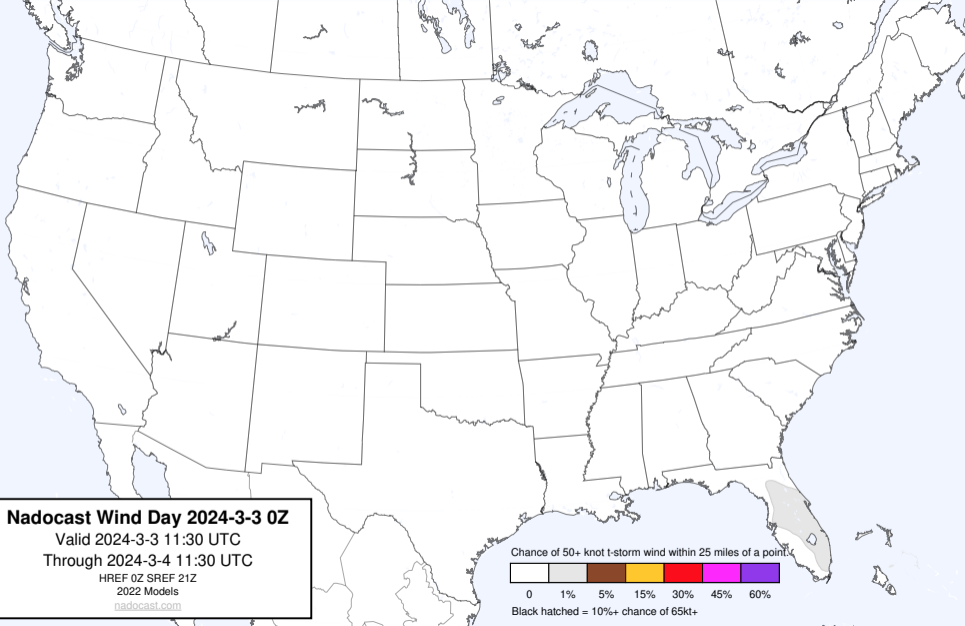 Nadocast Wind Day 2024-3-3 0Z
Valid 2024-3-3 11:30 UTC
Through 2024-3-4 11:30 UTC
HREF 0Z SREF 21Z
2022 Models
nadocast.com
Chance of 50+ knot t-storm wind within 25 miles of a point.
0 1% 5% 15% 30% 45% 60%
Black hatched = 10%+ chance of 65kt+